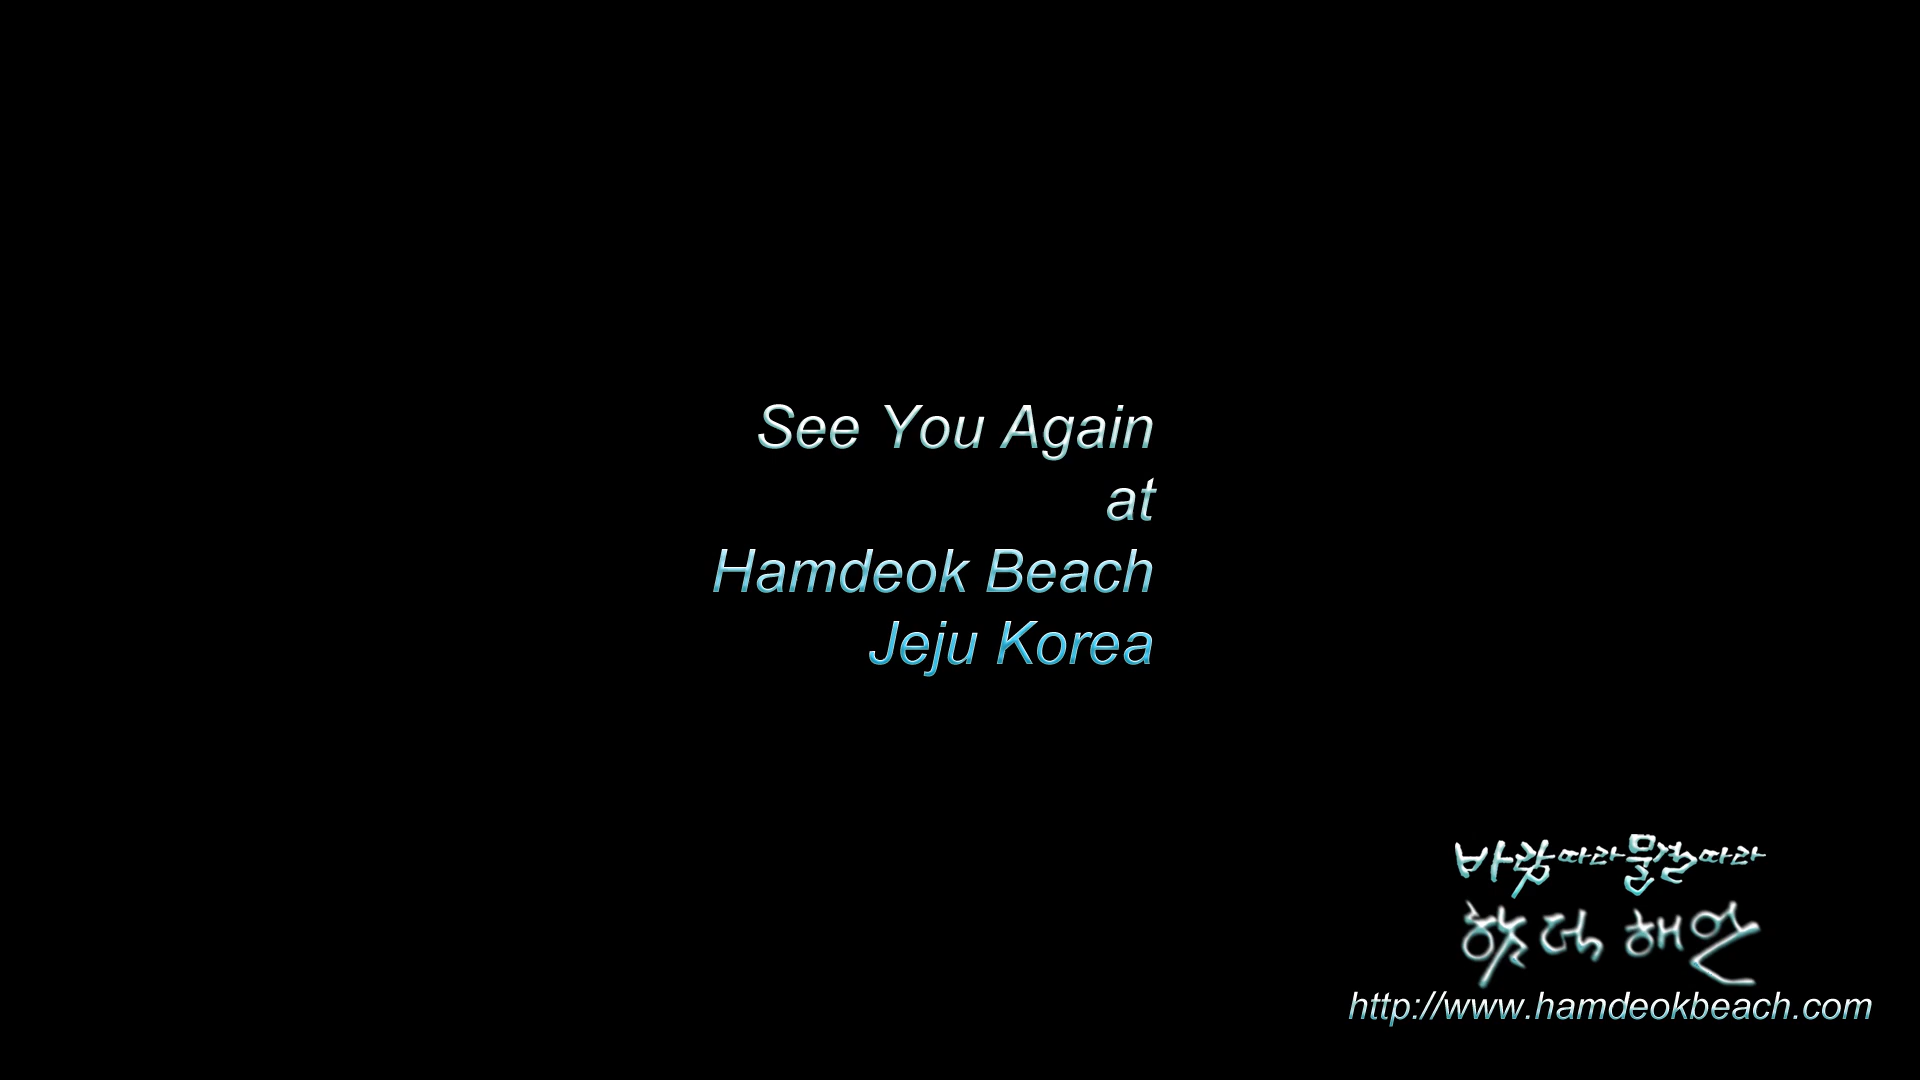 See You Again
at
Hamdeok Beach
Jeju Korea
바람따라물결따라
함덕 해안
http://www.hamdeokbeach.com